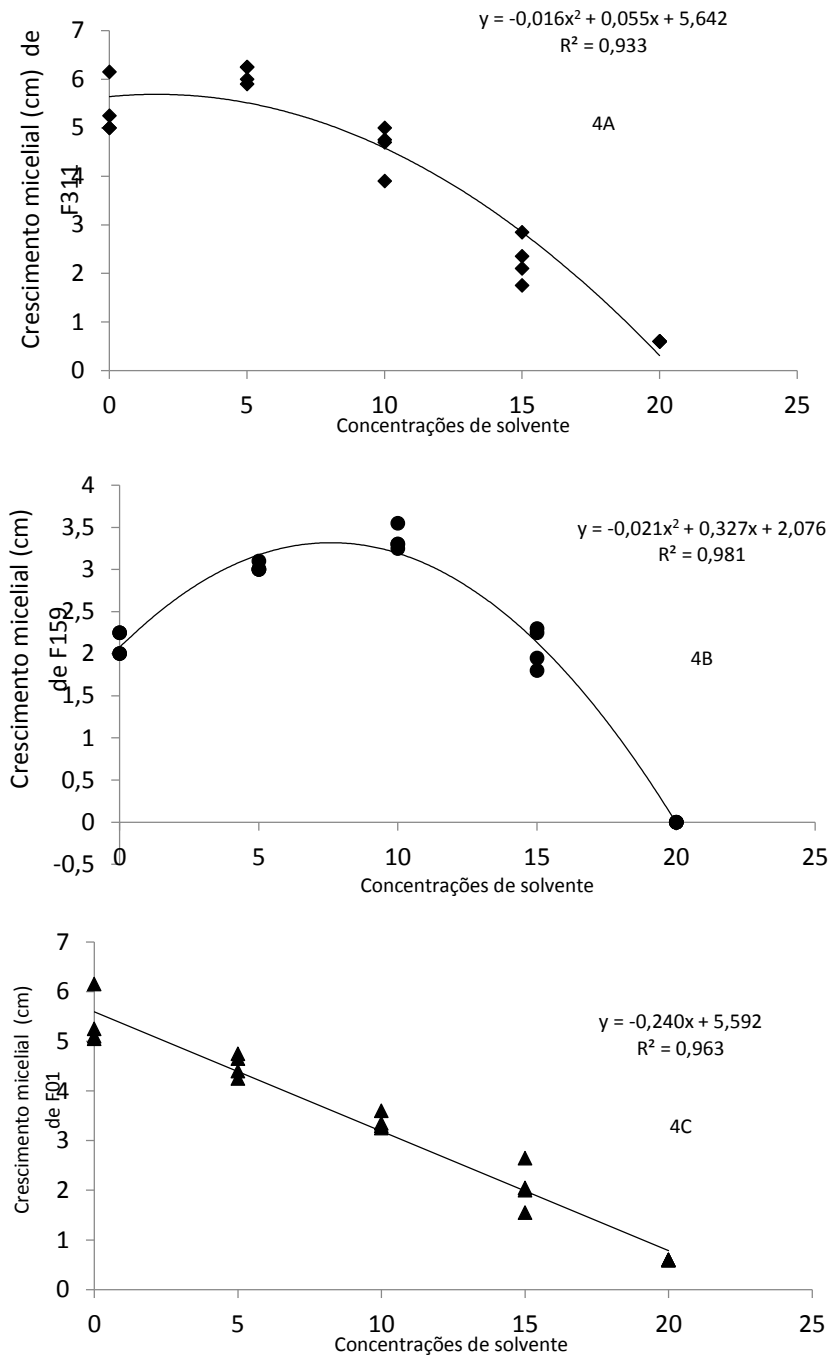 y = -0,016x² + 0,055x + 5,642
R² = 0,933
4A
Crescimento micelial (cm) de
F311
7
6
5
4
3
2
1
0
0 5 10 15 20 25
Concentrações de solvente
y = -0,021x² + 0,327x + 2,076
R² = 0,981
4B
Crescimento micelial (cm)
de F159
4
3,5
3
2,5
2
1,5
1
0,5
0
-0,5
0 5 10 15 20 25
Concentrações de solvente
y = -0,240x + 5,592
R² = 0,963
4C
Crescimento micelial (cm)
de F01
7
6
5
4
3
2
1
0
0 5 10 15 20 25
Concentrações de solvente